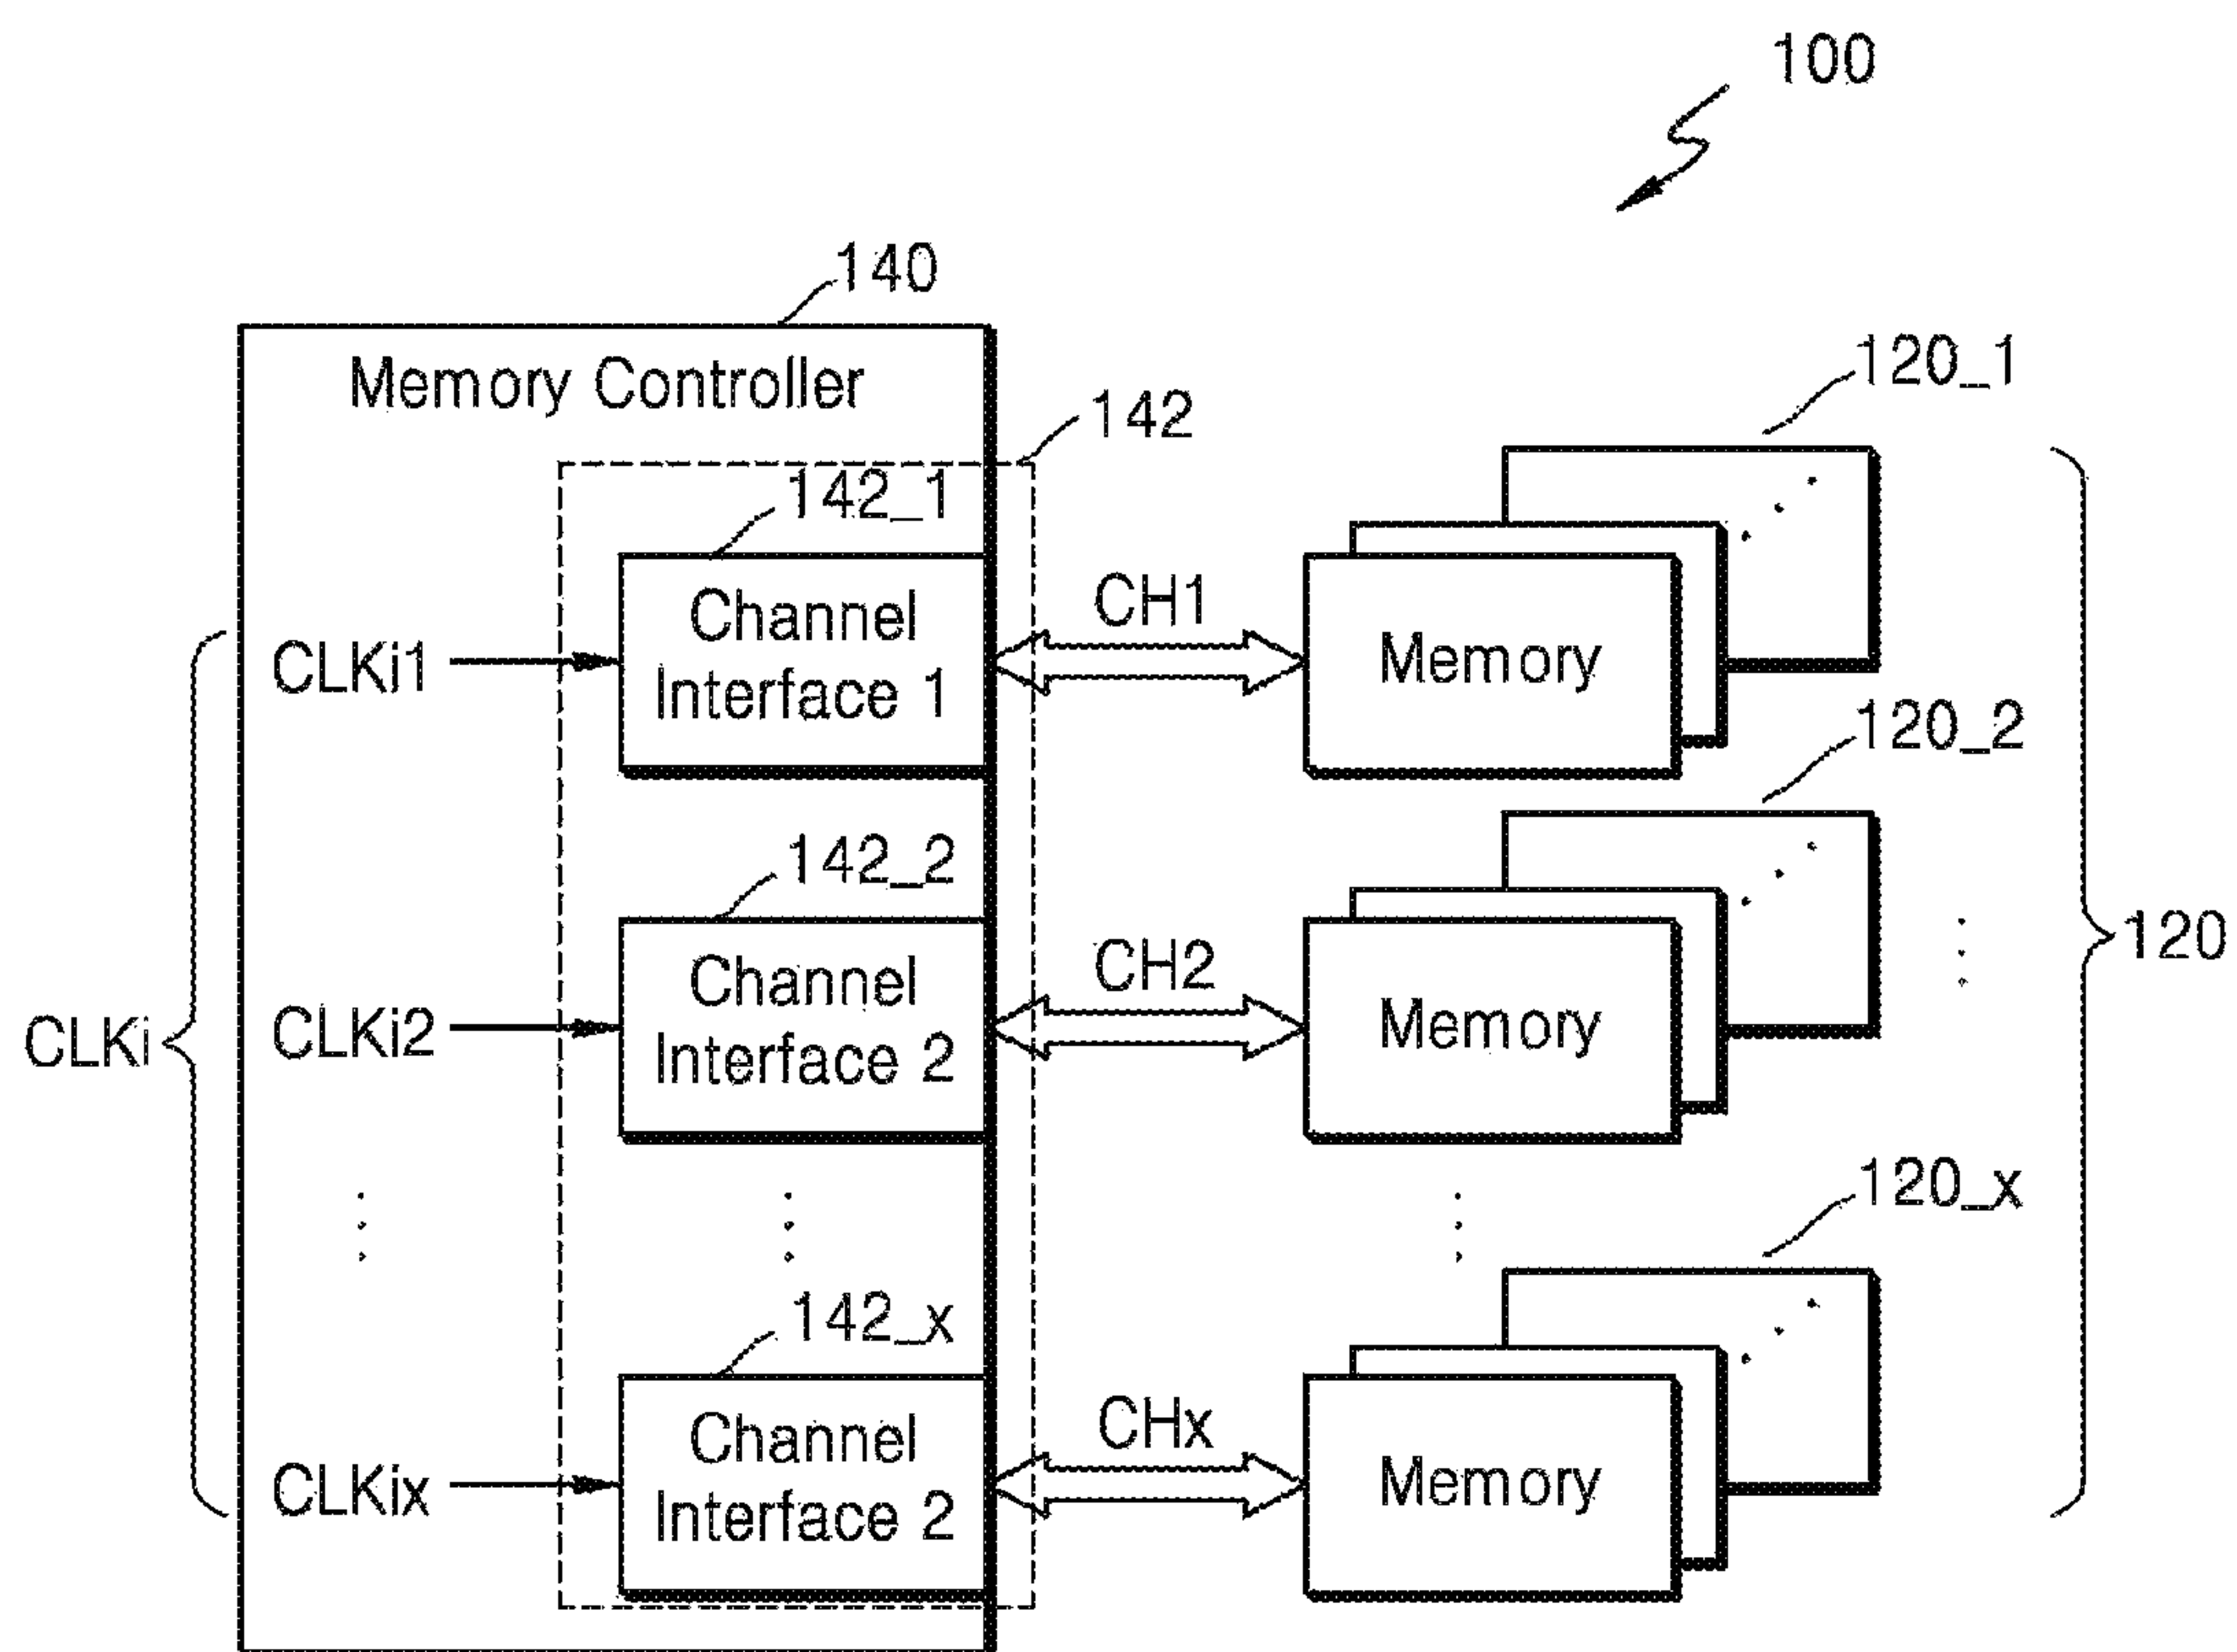 100
140
Memory Controller
120_1
142
142_1
Channel
Interface 1
CH1
CLKi1
Memory
120_2
142_2
Channel
Interface 2
CH2
CLKi2
Memory
120
CLKi
120_x
142_x
Channel
Interface 2
CHx
CLKix
Memory